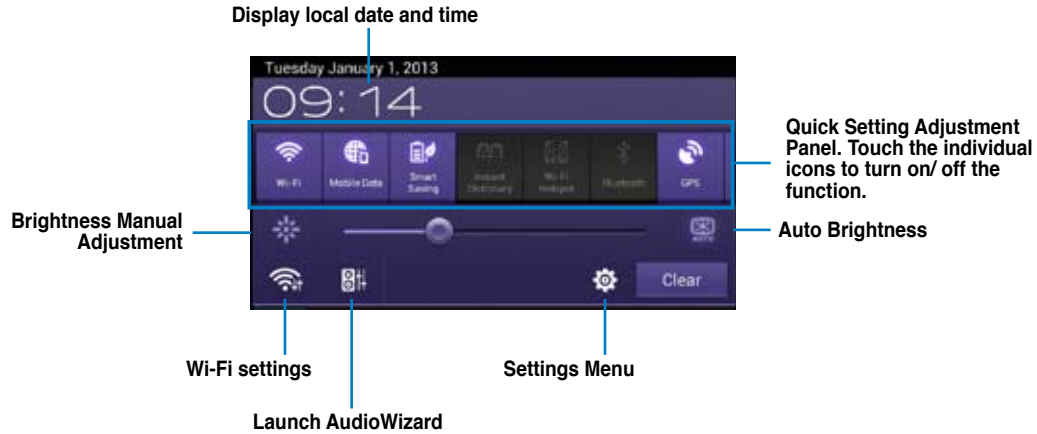 Display local date and time
Tuesday January 1, 2013
09:14
Wi-Fi
Mobile Data
Smart
Saving
Instant
Dictionary
Wi-Fi
Hotspot
Bluetooth
GPS
Quick Setting Adjustment
Panel. Touch the individual
icons to turn on/ off the
function.
Brightness Manual
Adjustment
AUTO
Auto Brightness
Clear
Wi-Fi settings
Settings Menu
Launch AudioWizard